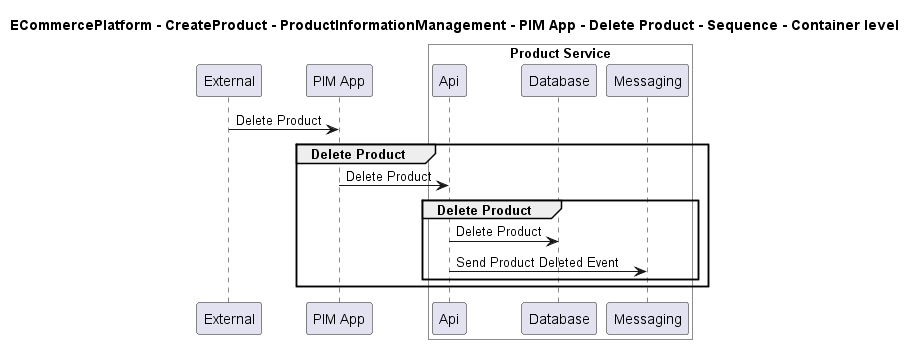 ECommercePlatform - CreateProduct - ProductInformationManagement - PIM App - Delete Product - Sequence - Container level
Product Service
External PIM App Api Database Messaging
Delete Product
Delete Product
Delete Product
Delete Product
Delete Product
Send Product Deleted Event
External PIM App Api Database Messaging